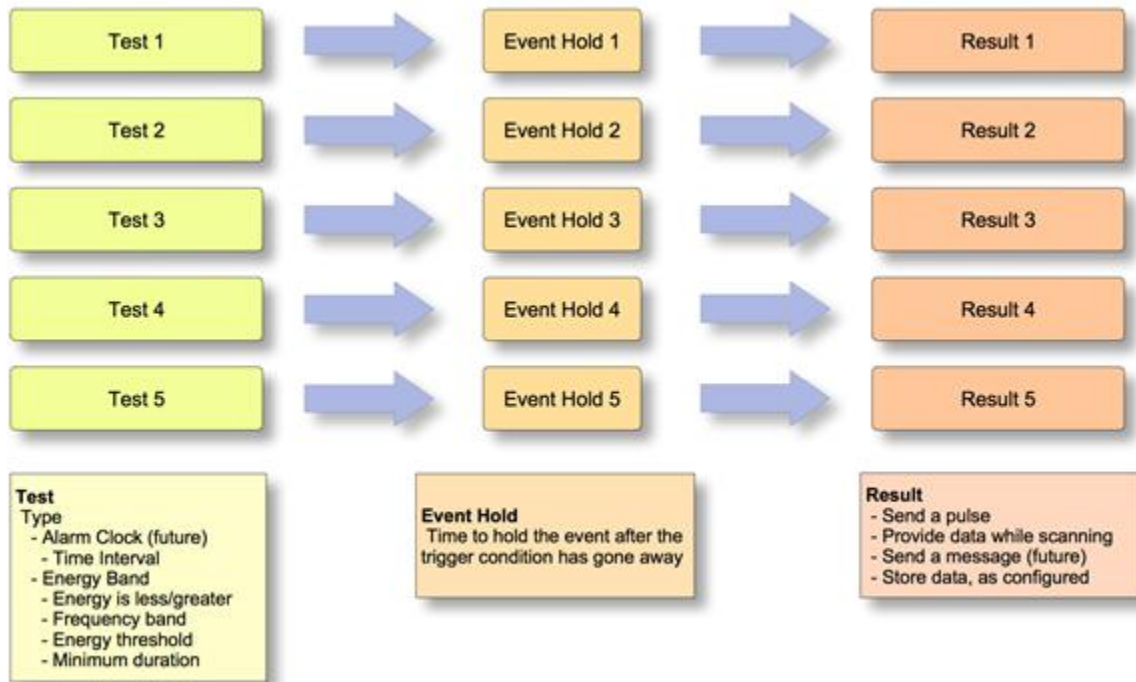 Test 1
Event Hold 1
Result 1
Test 2
Event Hold 2
Result 2
Test 3
Event Hold 3
Result 3
Test 4
Event Hold 4
Result 4
Test 5
Event Hold 5
Result 5
Test
Type
- Alarm Clock (future)
- Time Interval
- Energy Band
- Energy is less/greater
- Frequency band
- Energy threshold
- Minimum duration
Event Hold
Time to hold the event after the
trigger condition has gone away
Result
- Send a pulse
- Provide data while scanning
- Send a message (future)
- Store data, as configured